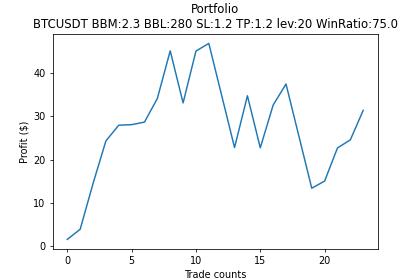 Portfolio
BTCUSDT BBM:2.3 BBL:280 SL:1.2 TP:1.2 lev:20 WinRatio:75.0
40
30
20
10
0
Profit ($)
0 5 10 15 20
Trade counts